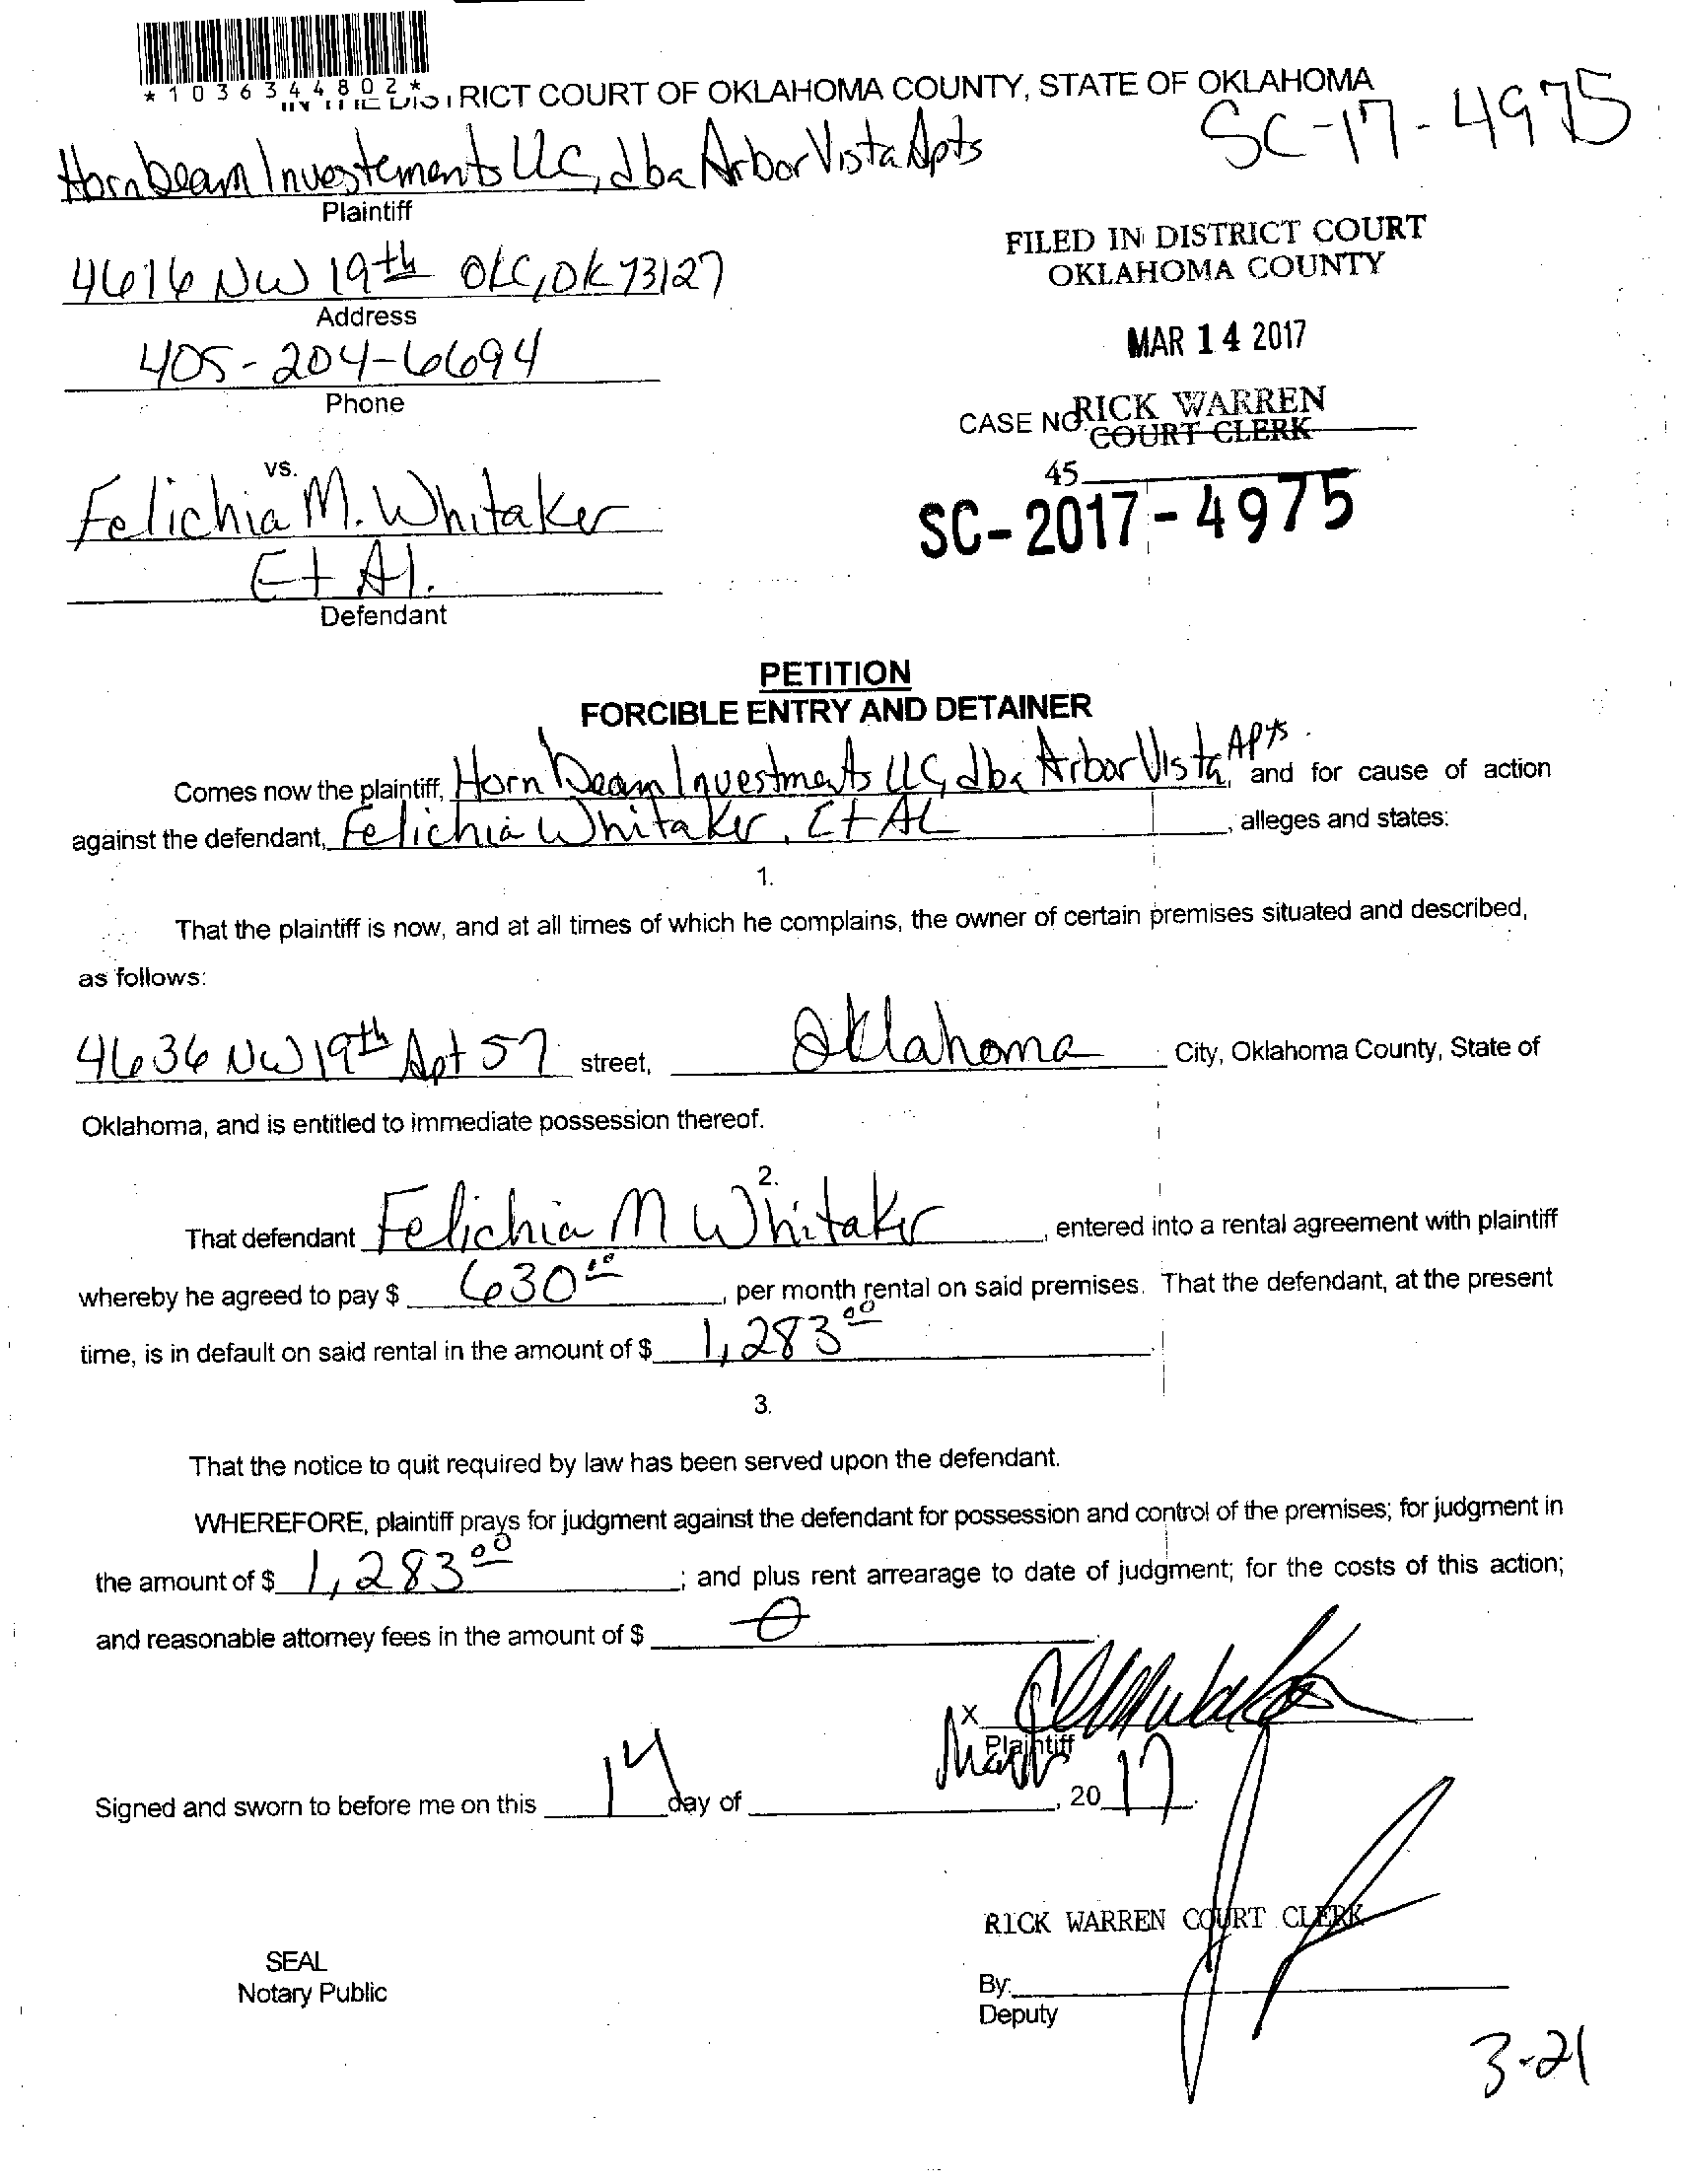 *1036344802*
IN THE DISTRICT COURT OF OKLAHOMA COUNTY, STATE OF OKLAHOMA
SC-17-4975
Hornbeam Investements LLC, dba Arbor Vista Apts
Plaintiff
4616 NW 19th OKC, OK 73127
Address
405-204-6694
Phone
FILED IN DISTRICT COURT
OKLAHOMA COUNTY
MAR 14 2017
RICK WARREN
COURT CLERK
CASE NO.
45
SC-2017-4975
vs.
Felichia M. Whitaker
Et Al.
Defendant
PETITION
FORCIBLE ENTRY AND DETAINER
Comes now the plaintiff, Hornbeam Investments LLC, dba Arbor Vista Apts. and for cause of action
against the defendant, Felichia Whitaker, Et AL, alleges and states:
1.
That the plaintiff is now, and at all times of which he complains, the owner of certain premises situated and described,
as follows:
4636 NW 19th Apt 57 street, Oklahoma City, Oklahoma County, State of
Oklahoma, and is entitled to immediate possession thereof.
2.
That defendant Felichia M Whitaker, entered into a rental agreement with plaintiff
whereby he agreed to pay $ 630.00, per month rental on said premises. That the defendant, at the present
time, is in default on said rental in the amount of $ 1,283.00.
3.
That the notice to quit required by law has been served upon the defendant.
WHEREFORE, plaintiff prays for judgment against the defendant for possession and control of the premises; for judgment in
the amount of $ 1,283.00; and plus rent arrearage to date of judgment; for the costs of this action;
and reasonable attorney fees in the amount of $ 0
X
Plaintiff
Signed and sworn to before me on this 14 day of March, 2017.
RICK WARREN COURT CLERK
SEAL
Notary Public
By:
Deputy
3-21